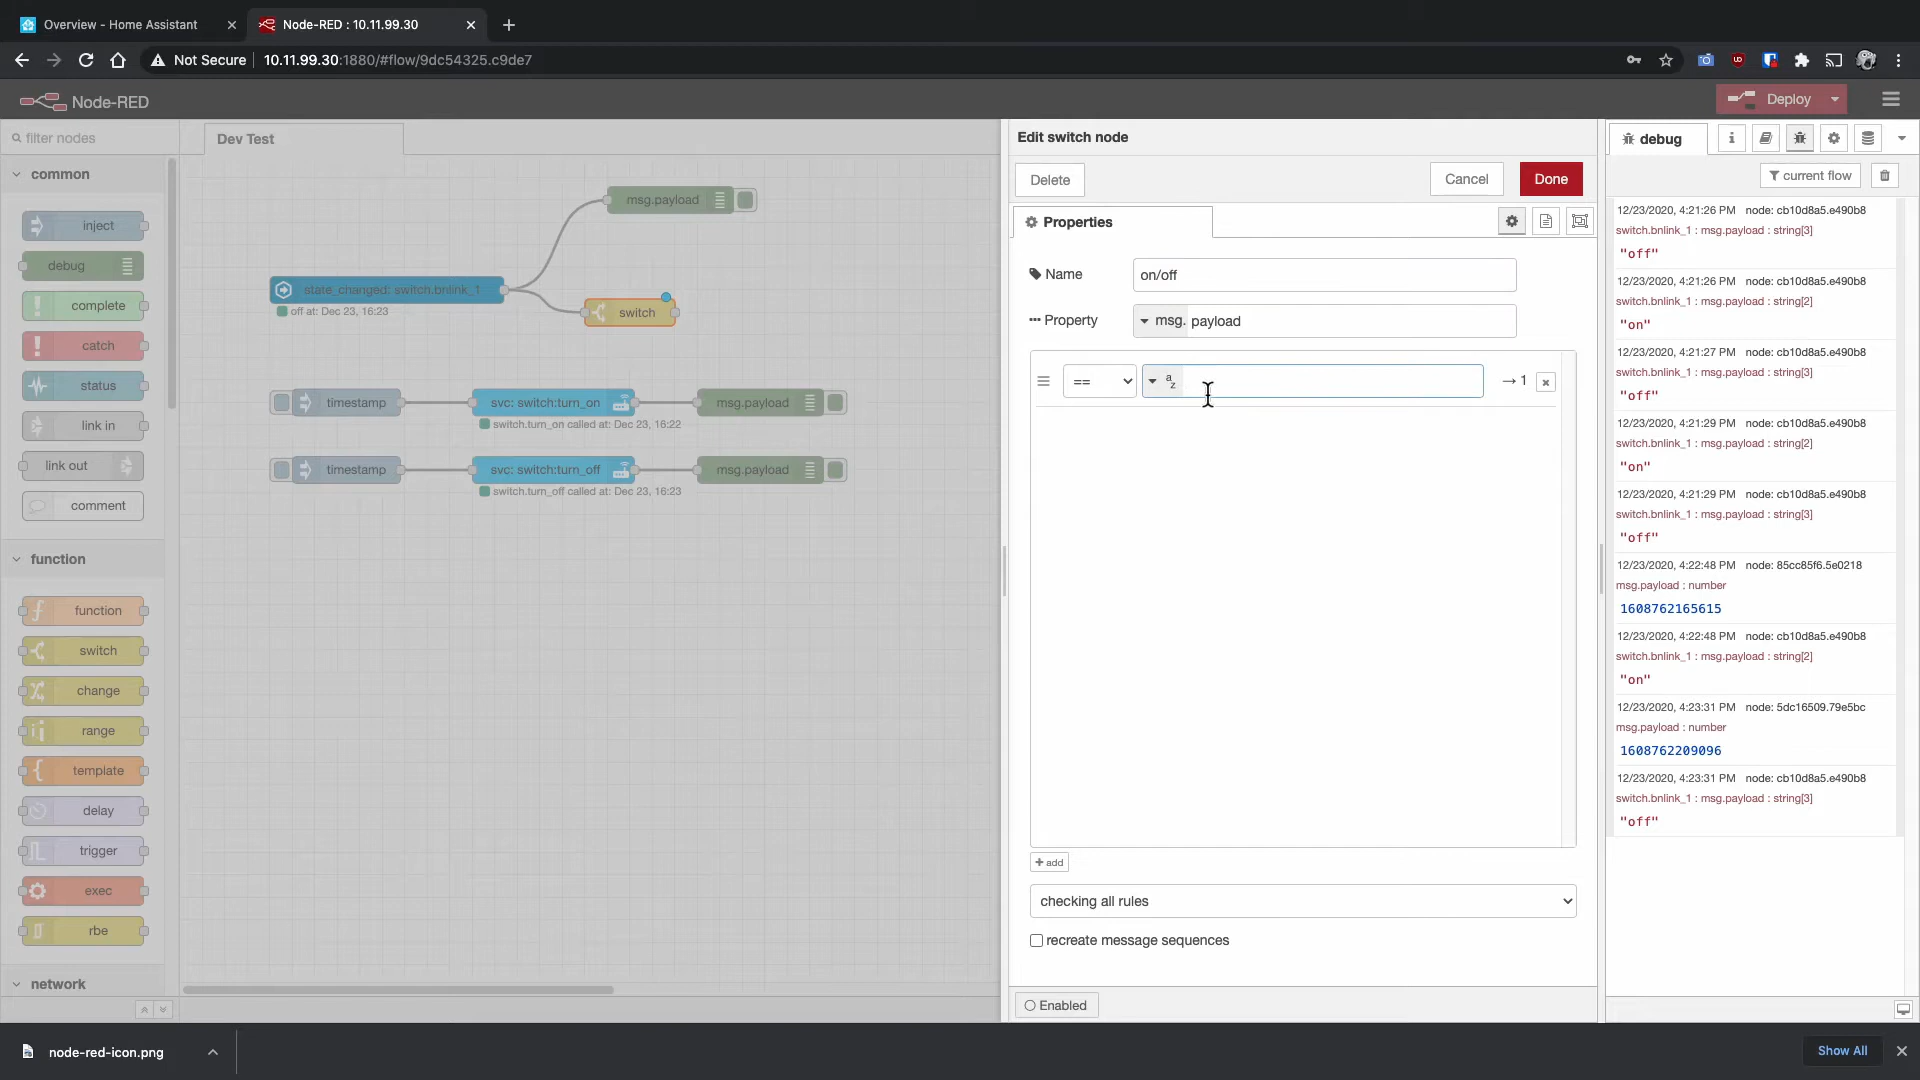 Overview - Home Assistant
Node-RED : 10.11.99.30
Not Secure
10.11.99.30:1880/#flow/9dc54325.c9de7
Node-RED
Deploy
filter nodes
common
inject
debug
complete
catch
status
link in
link out
comment
function
function
switch
change
range
template
delay
trigger
exec
rbe
network
Dev Test
msg.payload
state_changed: switch.bnlink_1
off at: Dec 23, 16:23
switch
timestamp
svc: switch:turn_on
msg.payload
switch.turn_on called at: Dec 23, 16:22
timestamp
svc: switch:turn_off
msg.payload
switch.turn_off called at: Dec 23, 16:23
Edit switch node
Delete
Cancel
Done
Properties
Name
on/off
Property
msg. payload
==
a
z
→ 1
+ add
checking all rules
recreate message sequences
Enabled
debug
current flow
12/23/2020, 4:21:26 PM node: cb10d8a5.e490b8
switch.bnlink_1 : msg.payload : string[3]
"off"
12/23/2020, 4:21:26 PM node: cb10d8a5.e490b8
switch.bnlink_1 : msg.payload : string[2]
"on"
12/23/2020, 4:21:27 PM node: cb10d8a5.e490b8
switch.bnlink_1 : msg.payload : string[3]
"off"
12/23/2020, 4:21:29 PM node: cb10d8a5.e490b8
switch.bnlink_1 : msg.payload : string[2]
"on"
12/23/2020, 4:21:29 PM node: cb10d8a5.e490b8
switch.bnlink_1 : msg.payload : string[3]
"off"
12/23/2020, 4:22:48 PM node: 85cc85f6.5e0218
msg.payload : number
1608762165615
12/23/2020, 4:22:48 PM node: cb10d8a5.e490b8
switch.bnlink_1 : msg.payload : string[2]
"on"
12/23/2020, 4:23:31 PM node: 5dc16509.79e5bc
msg.payload : number
1608762209096
12/23/2020, 4:23:31 PM node: cb10d8a5.e490b8
switch.bnlink_1 : msg.payload : string[3]
"off"
node-red-icon.png
Show All